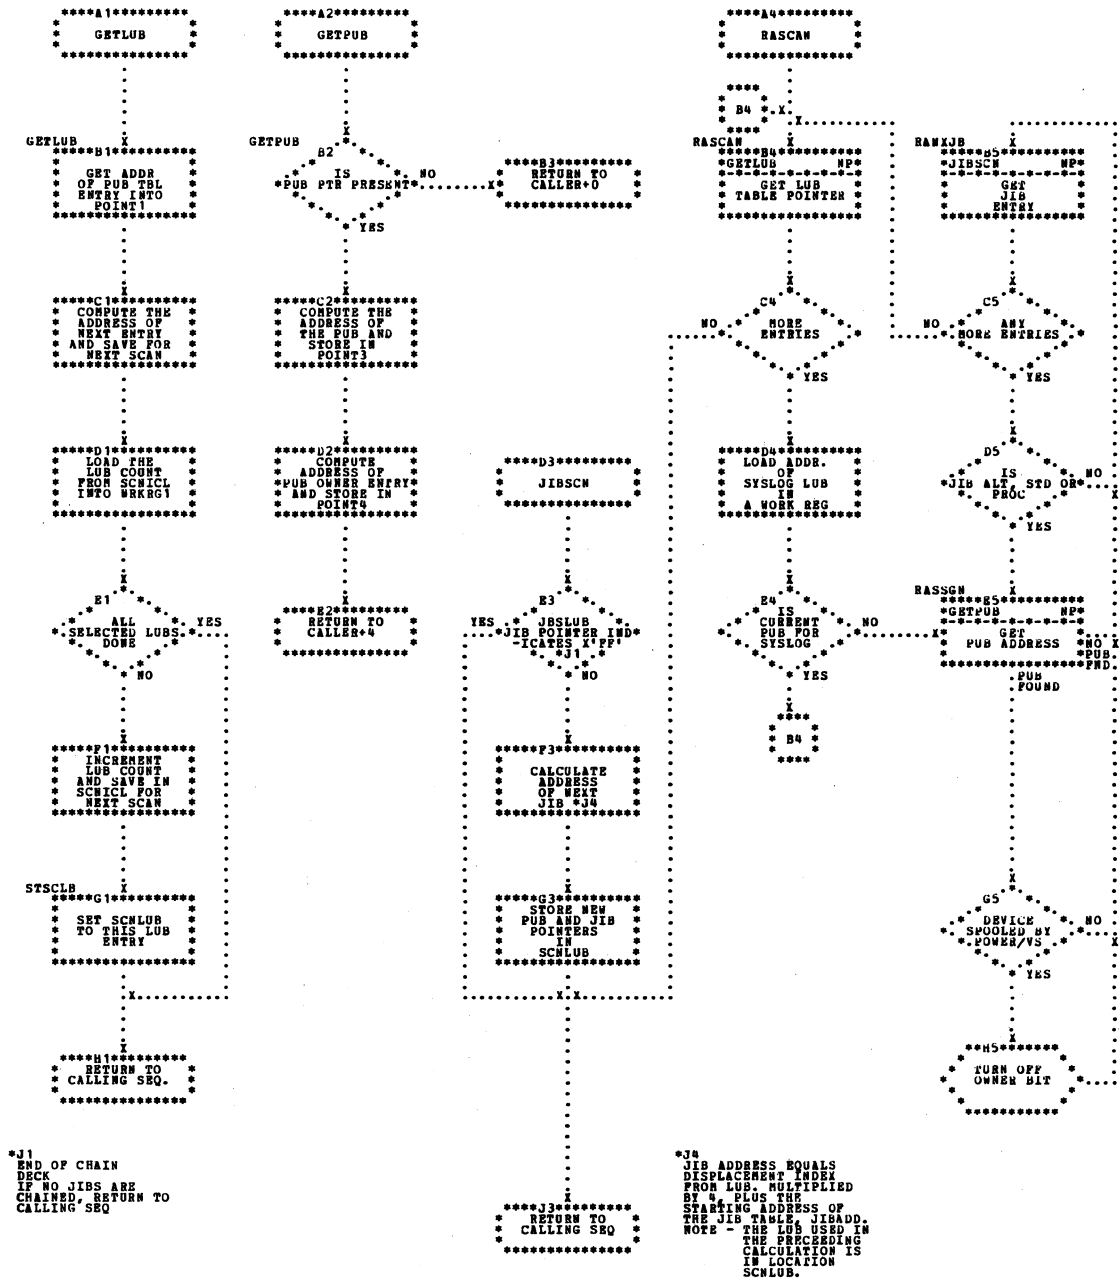 A1
GETLUB
GETLUB
B1
GET ADDR
OF PUB TBL
ENTRY INTO
POINT1
C1
COMPUTE THE
ADDRESS OF
NEXT ENTRY
AND SAVE FOR
NEXT SCAN
D1
LOAD THE
LUB COUNT
FROM SCNICL
INTO WRKRG1
E1
ALL
SELECTED LUBS
DONE
YES
NO
F1
INCREMENT
LUB COUNT
AND SAVE IN
SCNICL FOR
NEXT SCAN
STSCLB
G1
SET SCNLUB
TO THIS LUB
ENTRY
H1
RETURN TO
CALLING SEQ.
*J1
END OF CHAIN
DECK
IF NO JIBS ARE
CHAINED, RETURN TO
CALLING SEQ
A2
GETPUB
GETPUB
B2
IS
PUB PTR PRESENT
NO
YES
B3
RETURN TO
CALLER+0
C2
COMPUTE THE
ADDRESS OF
THE PUB AND
STORE IN
POINT3
D2
COMPUTE
ADDRESS OF
PUB OWNER ENTRY
AND STORE IN
POINT4
E2
RETURN TO
CALLER+4
D3
JIBSCN
E3
JBSLUB
JIB POINTER IND
-ICATES X'FF'
*J1
YES
NO
F3
CALCULATE
ADDRESS
OF NEXT
JIB *J4
G3
STORE NEW
PUB AND JIB
POINTERS
IN
SCNLUB
J3
RETURN TO
CALLING SEQ
A4
RASCAN
B4
RASCAN
B4
GETLUB NP
GET LUB
TABLE POINTER
C4
MORE
ENTRIES
NO
YES
D4
LOAD ADDR.
OF
SYSLOG LUB
IN
A WORK REG
E4
IS
CURRENT
PUB FOR
SYSLOG
NO
YES
B4
*J4
JIB ADDRESS EQUALS
DISPLACEMENT INDEX
FROM LUB. MULTIPLIED
BY 4, PLUS THE
STARTING ADDRESS OF
THE JIB TABLE, JIBADD.
NOTE - THE LUB USED IN
THE PRECEEDING
CALCULATION IS
IN LOCATION
SCNLUB.
RANXJB
B5
JIBSCN NP
GET
JIB
ENTRY
C5
ANY
MORE ENTRIES
NO
YES
D5
IS
JIB ALT, STD OR
PROC
NO
YES
RASSGN
E5
GETPUB NP
GET
PUB ADDRESS
NO
PUB
FND
PUB
FOUND
G5
DEVICE
SPOOLED BY
POWER/VS
NO
YES
H5
TURN OFF
OWNER BIT